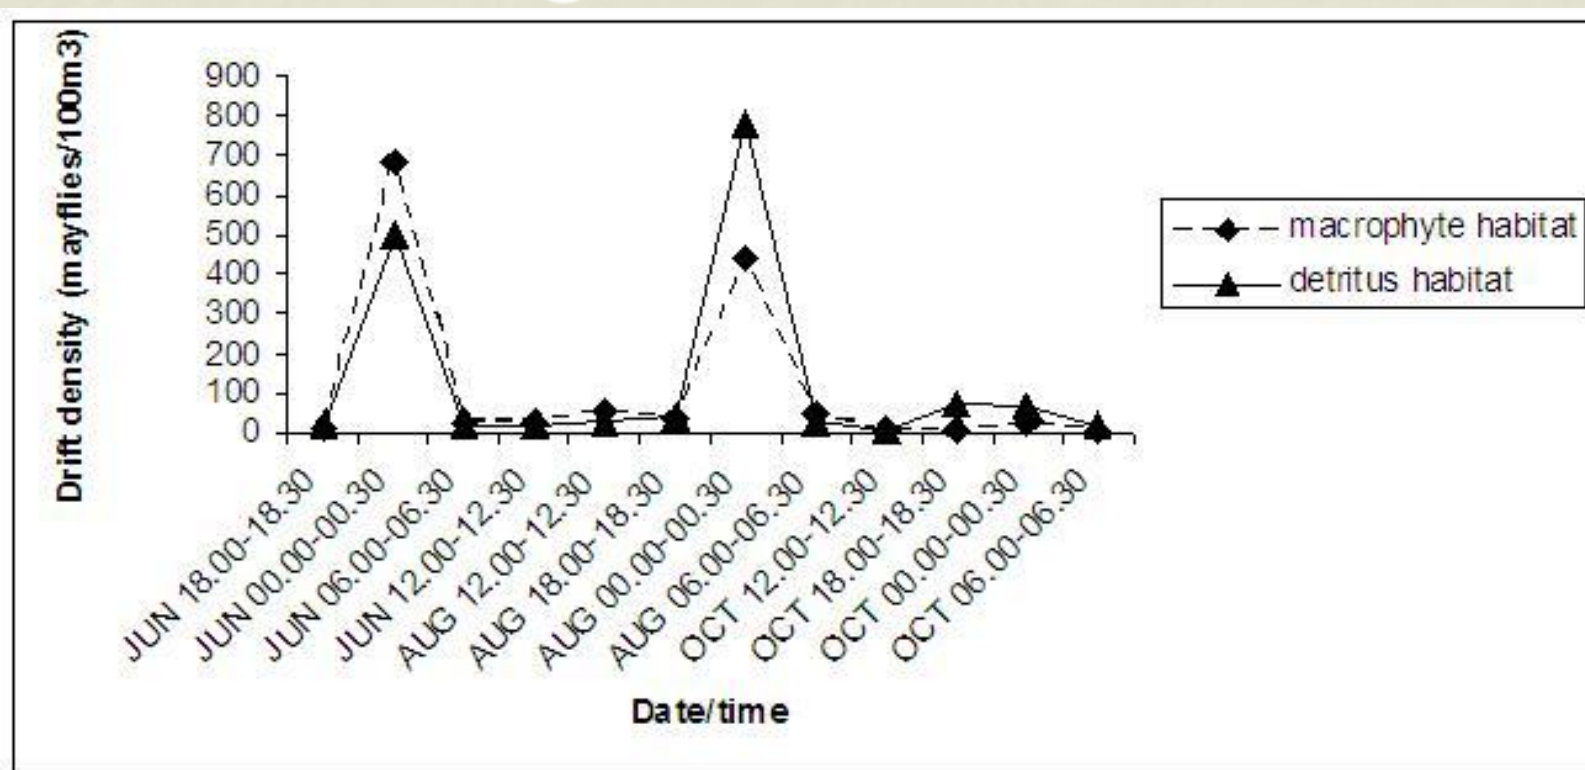 Drift density (mayflies/100m3)
900
800
700
600
500
400
300
200
100
0
JUN 18.00-18.30
JUN 00.00-00.30
JUN 06.00-06.30
JUN 12.00-12.30
AUG 12.00-12.30
AUG 18.00-18.30
AUG 00.00-00.30
AUG 06.00-06.30
OCT 12.00-12.30
OCT 18.00-18.30
OCT 00.00-00.30
OCT 06.00-06.30
Date/time
macrophyte habitat
detritus habitat